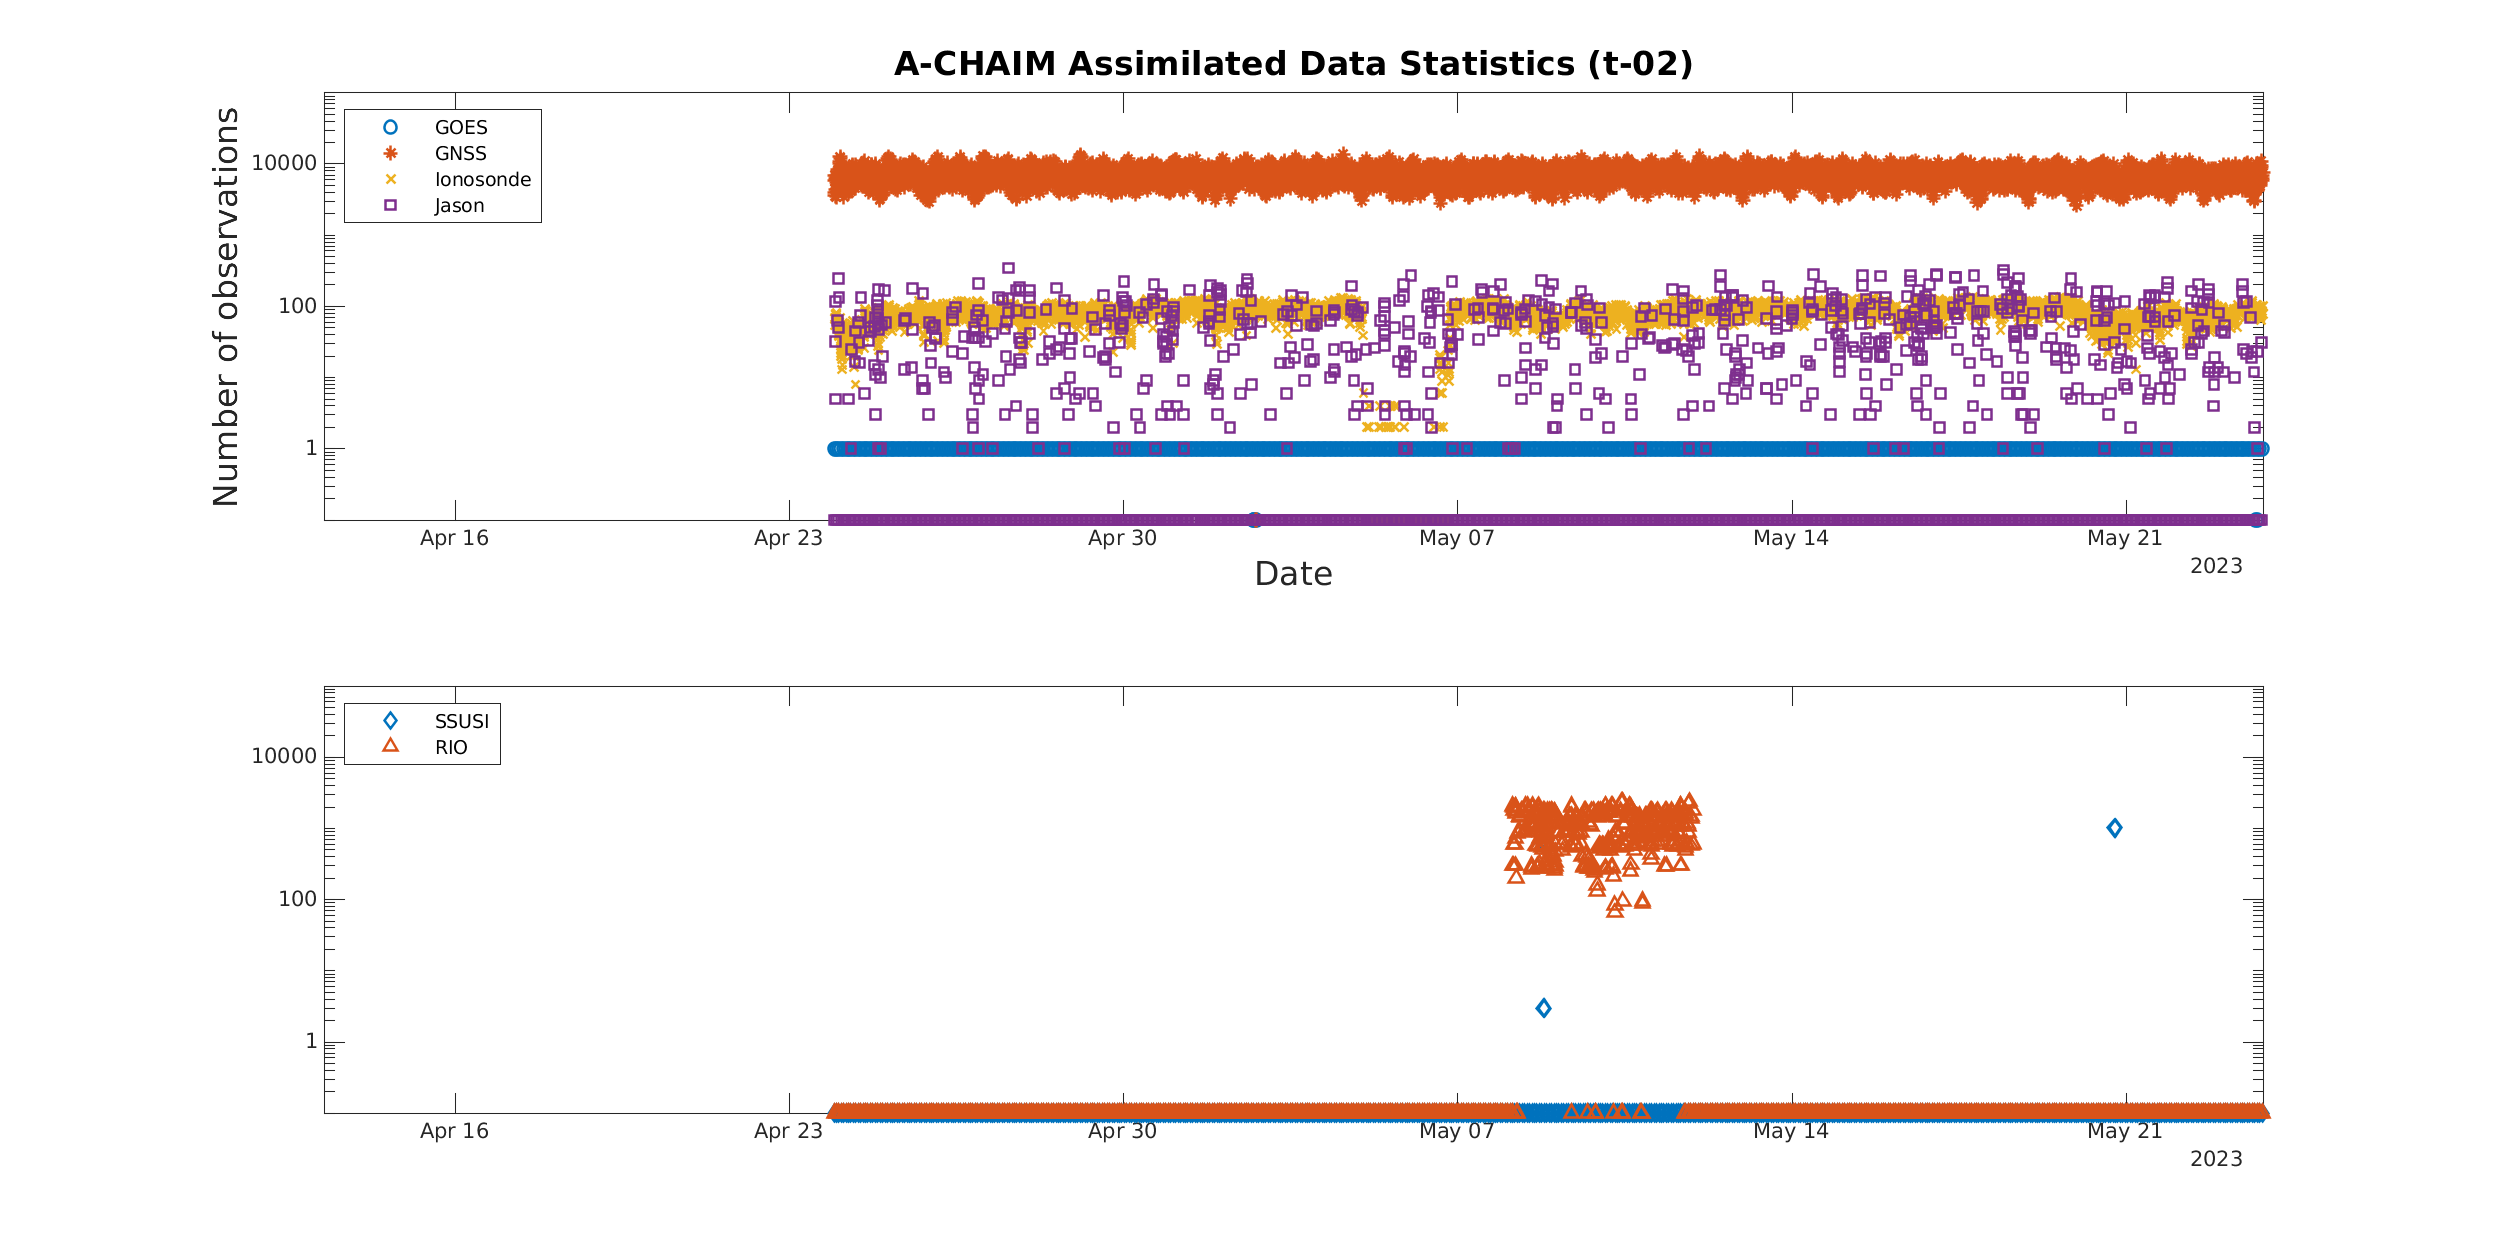 A-CHAIM Assimilated Data Statistics (t-02)
Number of observations
10000
100
1
GOES
GNSS
Ionosonde
Jason
Apr 16 Apr 23 Apr 30 May 07 May 14 May 21
2023
Date
10000
100
1
SSUSI
RIO
Apr 16 Apr 23 Apr 30 May 07 May 14 May 21
2023